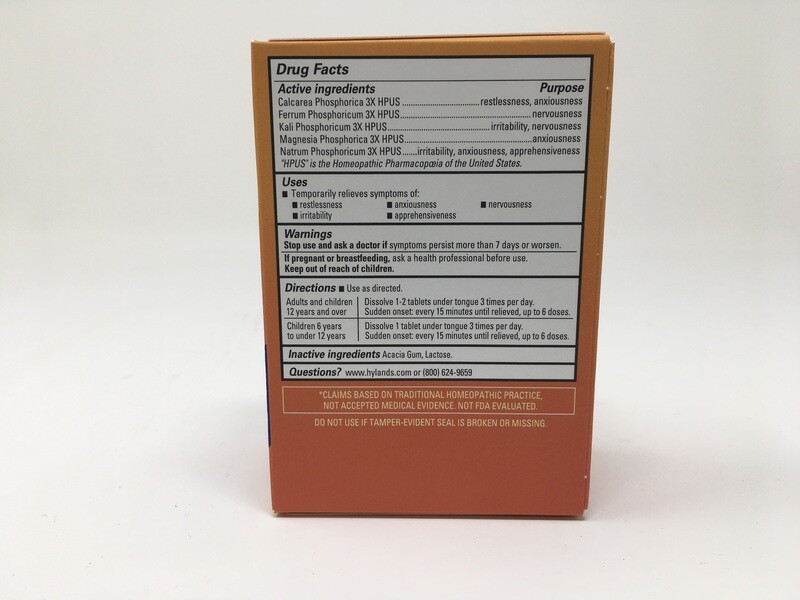 Drug Facts
Active ingredients Purpose
Calcarea Phosphorica 3X HPUS ................................ restlessness, anxiousness
Ferrum Phosphoricum 3X HPUS ..................................................... nervousness
Kali Phosphoricum 3X HPUS .......................................... irritability, nervousness
Magnesia Phosphorica 3X HPUS ..................................................... anxiousness
Natrum Phosphoricum 3X HPUS ...... irritability, anxiousness, apprehensiveness
"HPUS" is the Homeopathic Pharmacopœia of the United States.
Uses
■ Temporarily relieves symptoms of:
■ restlessness ■ anxiousness ■ nervousness
■ irritability ■ apprehensiveness
Warnings
Stop use and ask a doctor if symptoms persist more than 7 days or worsen.
If pregnant or breastfeeding, ask a health professional before use.
Keep out of reach of children.
Directions ■ Use as directed.
Adults and children Dissolve 1-2 tablets under tongue 3 times per day.
12 years and over Sudden onset: every 15 minutes until relieved, up to 6 doses.
Children 6 years Dissolve 1 tablet under tongue 3 times per day.
to under 12 years Sudden onset: every 15 minutes until relieved, up to 6 doses.
Inactive ingredients Acacia Gum, Lactose.
Questions? www.hylands.com or (800) 624-9659
*CLAIMS BASED ON TRADITIONAL HOMEOPATHIC PRACTICE,
NOT ACCEPTED MEDICAL EVIDENCE. NOT FDA EVALUATED.
DO NOT USE IF TAMPER-EVIDENT SEAL IS BROKEN OR MISSING.